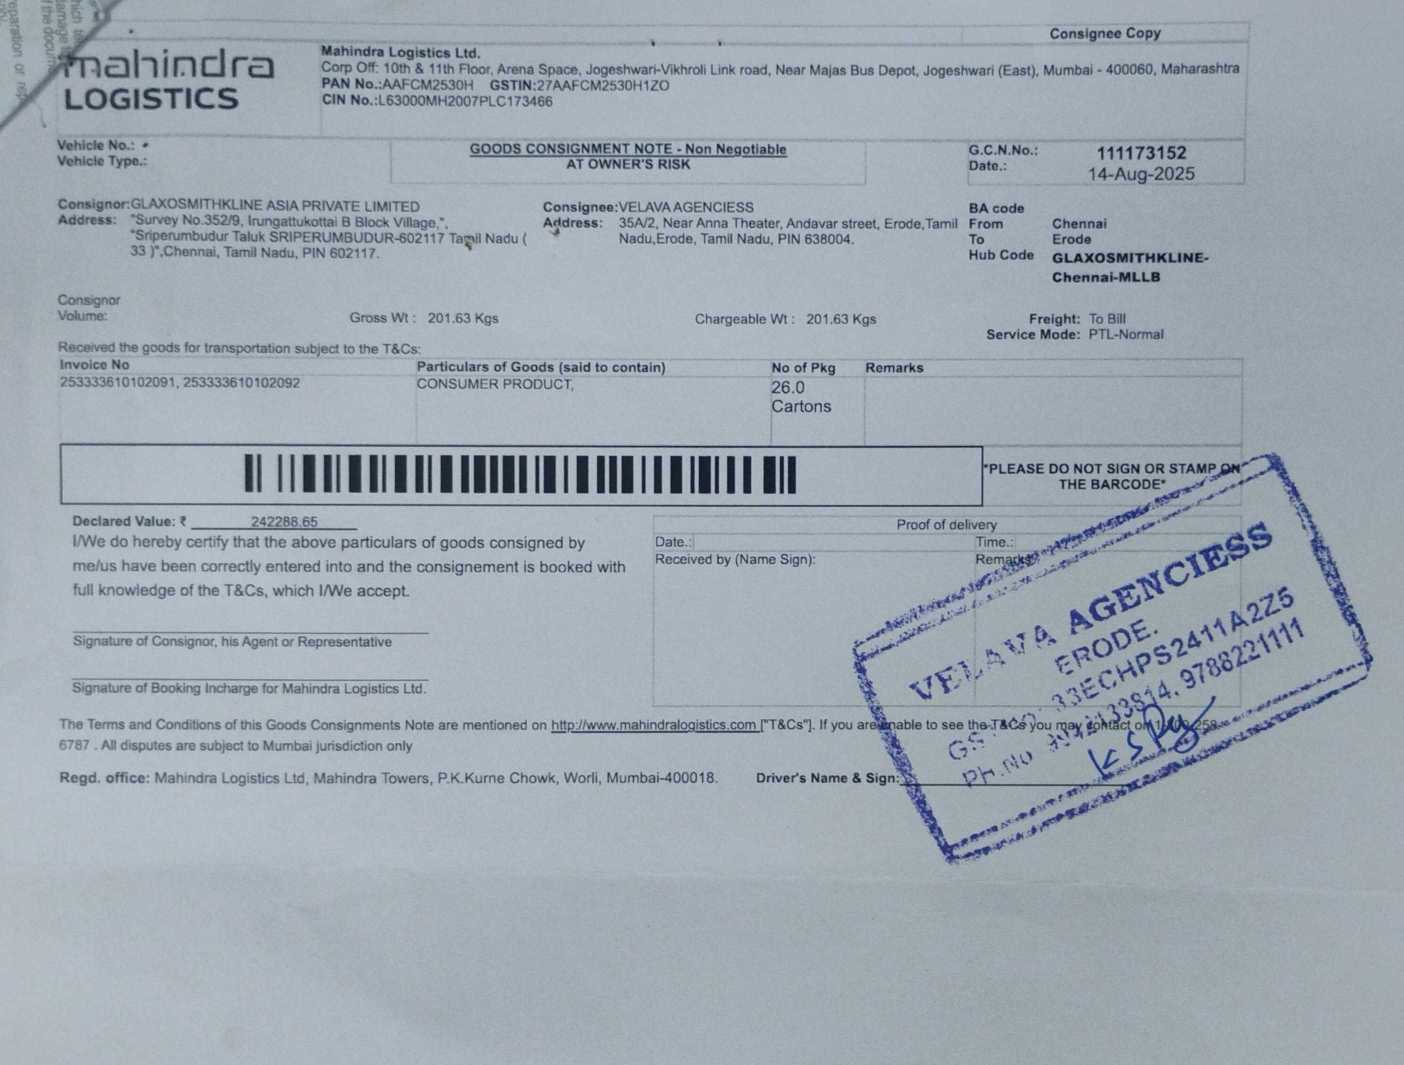 Consignee Copy
mahindra
LOGISTICS
Mahindra Logistics Ltd.
Corp Off: 10th & 11th Floor, Arena Space, Jogeshwari-Vikhroli Link road, Near Majas Bus Depot, Jogeshwari (East), Mumbai - 400060, Maharashtra
PAN No.:AAFCM2530H GSTIN:27AAFCM2530H1ZO
CIN No.:L63000MH2007PLC173466
Vehicle No.:
Vehicle Type.:
GOODS CONSIGNMENT NOTE - Non Negotiable
AT OWNER'S RISK
G.C.N.No.: 111173152
Date.: 14-Aug-2025
Consignor:GLAXOSMITHKLINE ASIA PRIVATE LIMITED
Address: "Survey No.352/9, Irungattukottai B Block Village,",
"Sriperumbudur Taluk SRIPERUMBUDUR-602117 Tamil Nadu (
33 )",Chennai, Tamil Nadu, PIN 602117.
Consignee:VELAVA AGENCIESS
Address: 35A/2, Near Anna Theater, Andavar street, Erode,Tamil
Nadu,Erode, Tamil Nadu, PIN 638004.
BA code
From Chennai
To Erode
Hub Code GLAXOSMITHKLINE-
Chennai-MLLB
Consignor
Volume:
Gross Wt : 201.63 Kgs
Chargeable Wt : 201.63 Kgs
Freight: To Bill
Service Mode: PTL-Normal
Received the goods for transportation subject to the T&Cs:
Invoice No Particulars of Goods (said to contain) No of Pkg Remarks
253333610102091, 253333610102092 CONSUMER PRODUCT, 26.0
Cartons
*PLEASE DO NOT SIGN OR STAMP ON
THE BARCODE*
Declared Value: ₹ 242288.65
I/We do hereby certify that the above particulars of goods consigned by
me/us have been correctly entered into and the consignement is booked with
full knowledge of the T&Cs, which I/We accept.
Signature of Consignor, his Agent or Representative
Signature of Booking Incharge for Mahindra Logistics Ltd.
Proof of delivery
Date.: Time.:
Received by (Name Sign): Remarks
VELAVA AGENCIESS
ERODE.
33ECHPS2411A2Z5
PH.No 9788221111
The Terms and Conditions of this Goods Consignments Note are mentioned on http://www.mahindralogistics.com ["T&Cs"]. If you are unable to see the T&Cs you may contact on
6787 . All disputes are subject to Mumbai jurisdiction only
Regd. office: Mahindra Logistics Ltd, Mahindra Towers, P.K.Kurne Chowk, Worli, Mumbai-400018.
Driver's Name & Sign: